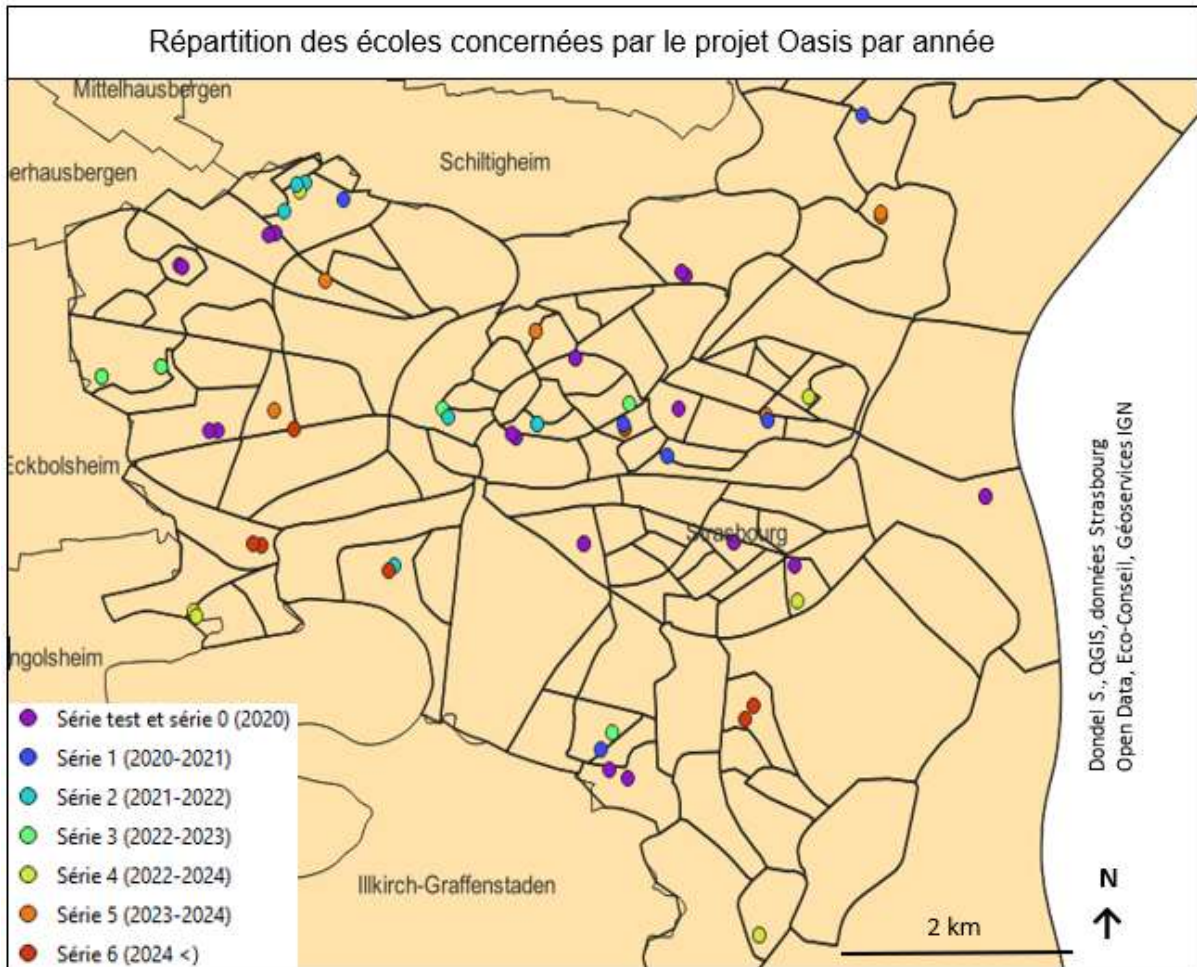 Répartition des écoles concernées par le projet Oasis par année
Mittelhausbergen
Schiltigheim
erhausbergen
Eckbolsheim
Strasbourg
ngolsheim
Illkirch-Graffenstaden
Série test et série 0 (2020)
Série 1 (2020-2021)
Série 2 (2021-2022)
Série 3 (2022-2023)
Série 4 (2022-2024)
Série 5 (2023-2024)
Série 6 (2024 <)
2 km
N
Dondel S., QGIS, données Strasbourg
Open Data, Eco-Conseil, Géoservices IGN